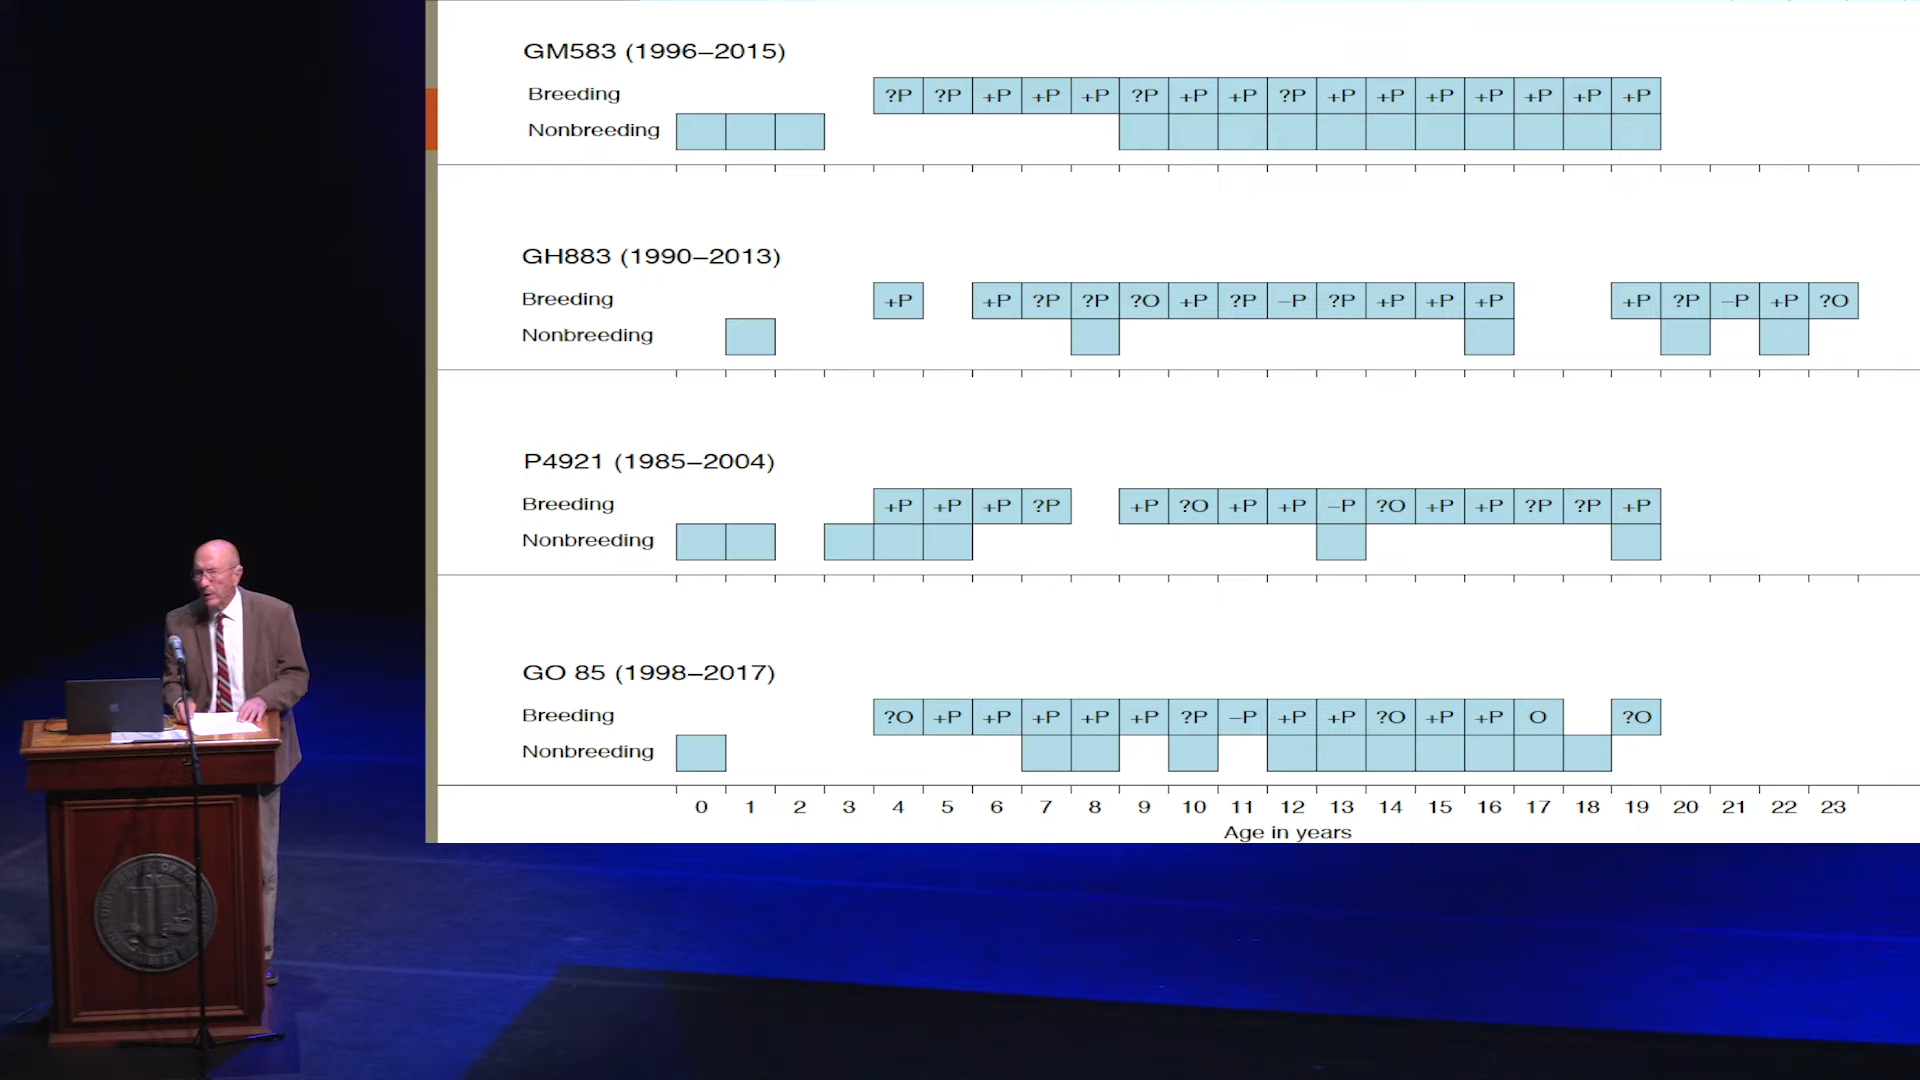 GM583 (1996–2015)
Breeding ?P ?P +P +P +P ?P +P +P ?P +P +P +P +P +P +P +P
Nonbreeding
GH883 (1990–2013)
Breeding +P +P ?P ?P ?O +P ?P –P ?P +P +P +P +P ?P –P +P ?O
Nonbreeding
P4921 (1985–2004)
Breeding +P +P +P ?P +P ?O +P +P –P ?O +P +P ?P ?P +P
Nonbreeding
GO 85 (1998–2017)
Breeding ?O +P +P +P +P +P ?P –P +P +P ?O +P +P O ?O
Nonbreeding
0 1 2 3 4 5 6 7 8 9 10 11 12 13 14 15 16 17 18 19 20 21 22 23
Age in years